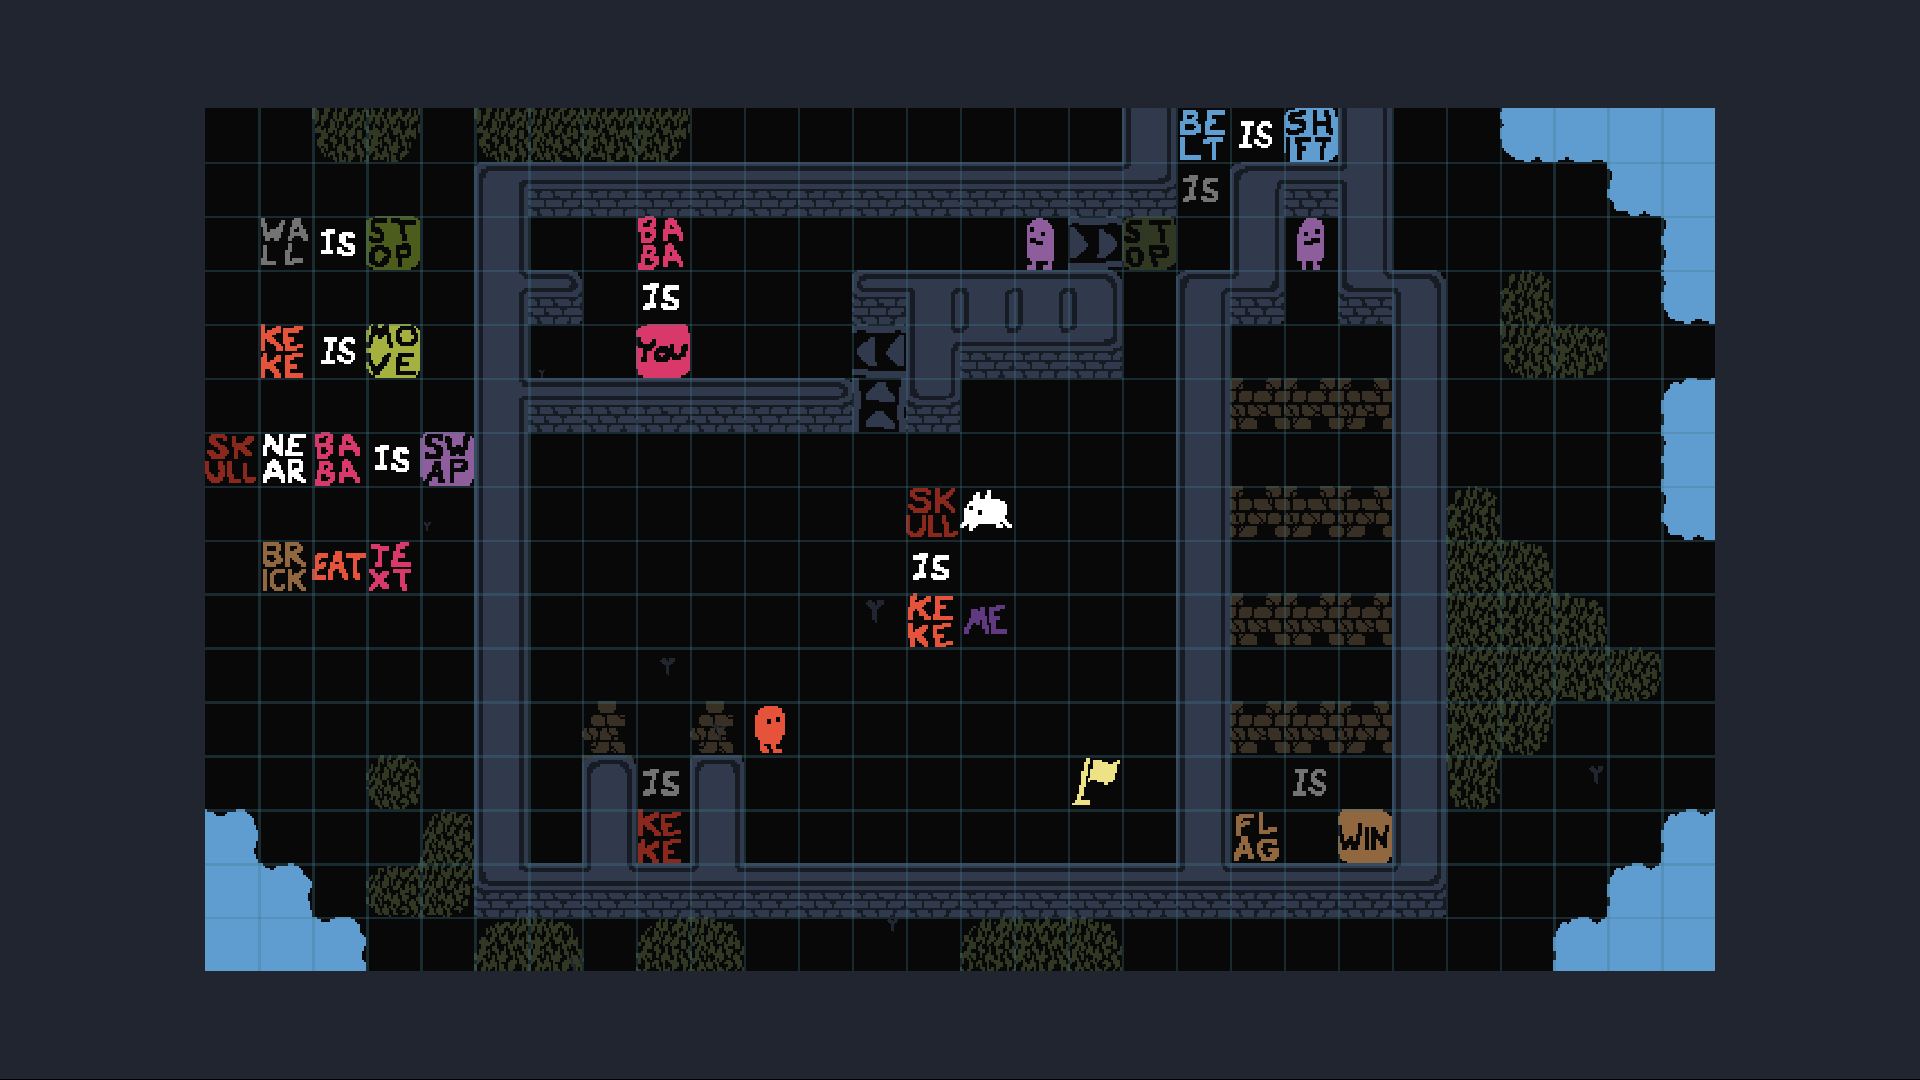 BELT IS SHFT
IS
WALL IS STOP
BABA
STOP
IS
KEKE IS MOVE
YOU
SKULL NEAR BABA IS SWAP
SKULL
BRICK EAT TEXT
IS
KEKE ME
IS
IS
KEKE
FLAG
WIN